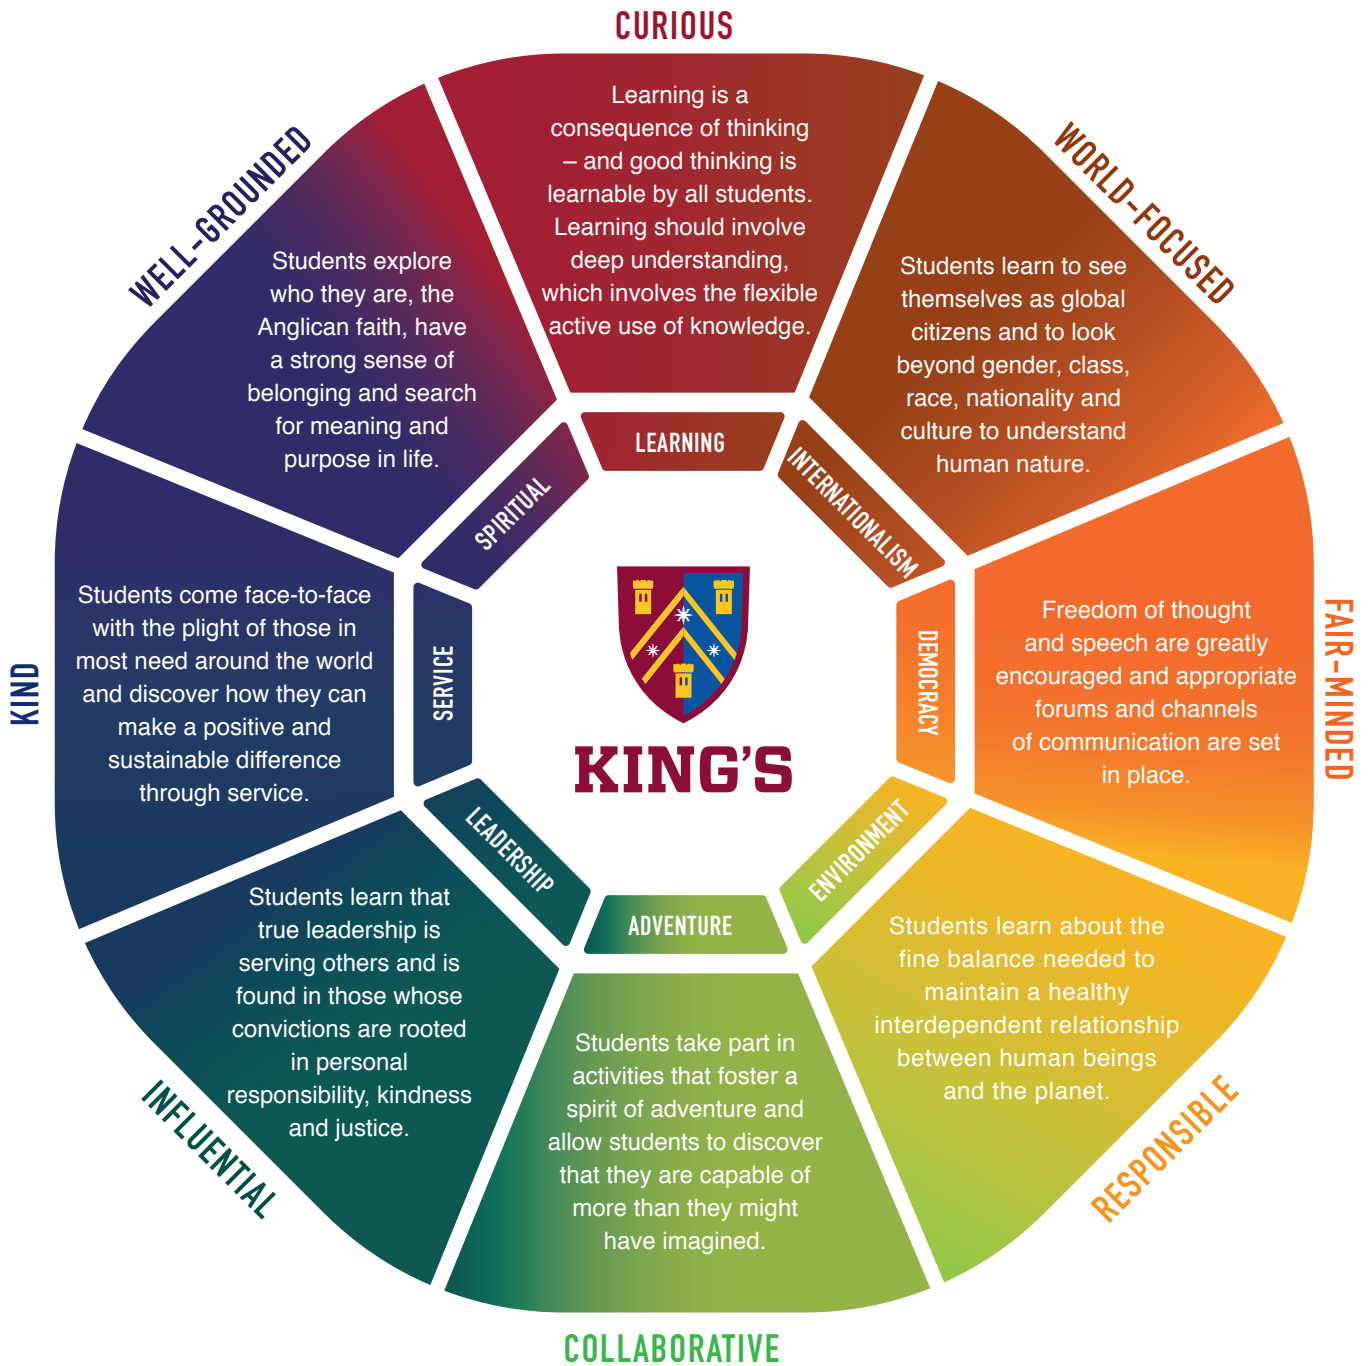 CURIOUS
Learning is a
consequence of thinking
– and good thinking is
learnable by all students.
Learning should involve
deep understanding,
which involves the flexible
active use of knowledge.
LEARNING
WORLD-FOCUSED
Students learn to see
themselves as global
citizens and to look
beyond gender, class,
race, nationality and
culture to understand
human nature.
INTERNATIONALISM
FAIR-MINDED
Freedom of thought
and speech are greatly
encouraged and appropriate
forums and channels
of communication are set
in place.
DEMOCRACY
RESPONSIBLE
Students learn about the
fine balance needed to
maintain a healthy
interdependent relationship
between human beings
and the planet.
ENVIRONMENT
COLLABORATIVE
Students take part in
activities that foster a
spirit of adventure and
allow students to discover
that they are capable of
more than they might
have imagined.
ADVENTURE
INFLUENTIAL
Students learn that
true leadership is
serving others and is
found in those whose
convictions are rooted
in personal
responsibility, kindness
and justice.
LEADERSHIP
KIND
Students come face-to-face
with the plight of those in
most need around the world
and discover how they can
make a positive and
sustainable difference
through service.
SERVICE
WELL-GROUNDED
Students explore
who they are, the
Anglican faith, have
a strong sense of
belonging and search
for meaning and
purpose in life.
SPIRITUAL
KING'S